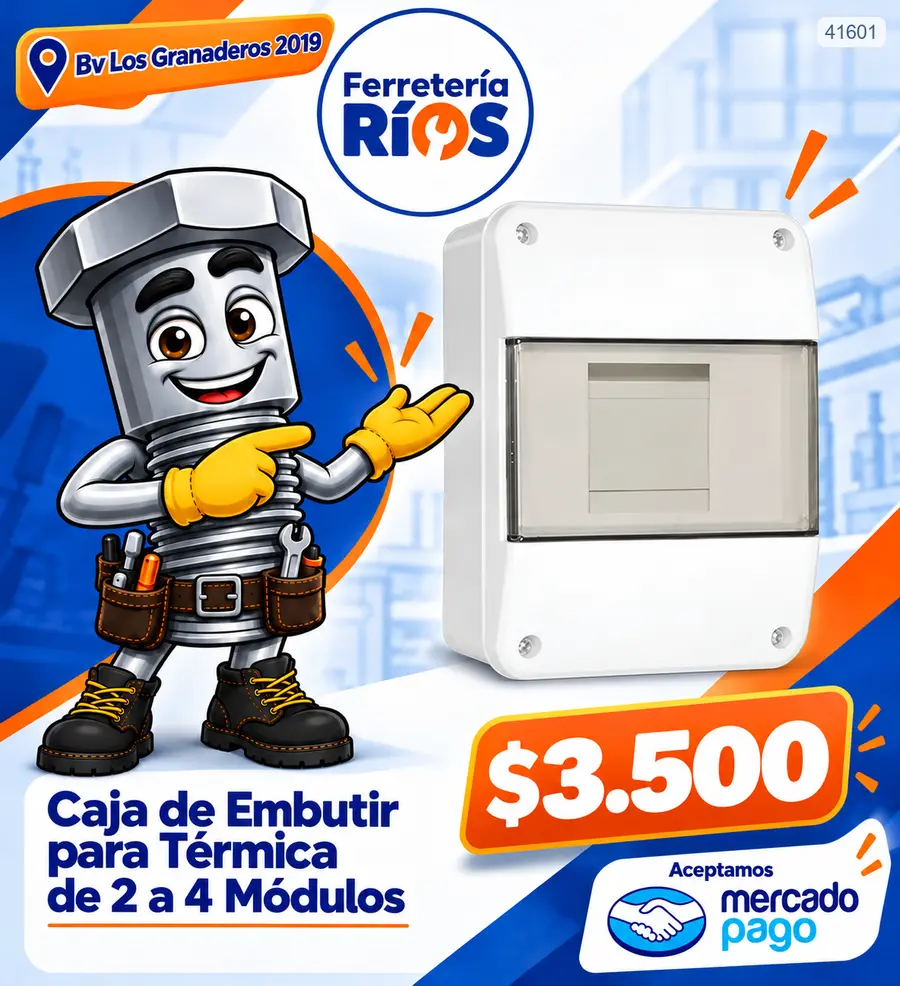 Bv Los Granaderos 2019
Ferretería
RÍOS
41601
$3.500
Caja de Embutir
para Térmica
de 2 a 4 Módulos
Aceptamos
mercado
pago